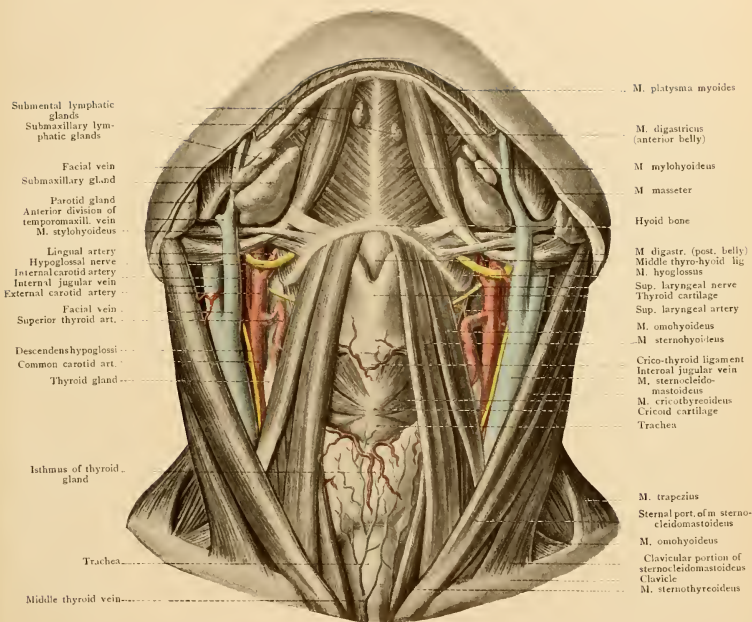 Submental lymphatic
glands
Submaxillary lym-
phatic glands
Facial vein
Submaxillary gland
Parotid gland
Anterior division of
temporomaxill. vein
M. stylohyoideus
Lingual artery
Hypoglossal nerve
Internal carotid artery
Internal jugular vein
External carotid artery
Facial vein
Superior thyroid art.
Descendens hypoglossi
Common carotid art.
Thyroid gland
Isthmus of thyroid
gland
Trachea
Middle thyroid vein
M. platysma myoides
M. digastricus
(anterior belly)
M mylohyoideus
M masseter
Hyoid bone
M digastr. (post. belly)
Middle thyro-hyoid lig
M. hyoglossus
Sup. laryngeal nerve
Thyroid cartilage
Sup. laryngeal artery
M. omohyoideus
M sternohyoideus
Crico-thyroid ligament
Internal jugular vein
M. sternocleido-
mastoideus
M. cricothyreoideus
Cricoid cartilage
Trachea
M. trapezius
Sternal port. of m sterno-
cleidomastoideus
M. omohyoideus
Clavicular portion of
sternocleidomastoideus
Clavicle
M. sternothyreoideus